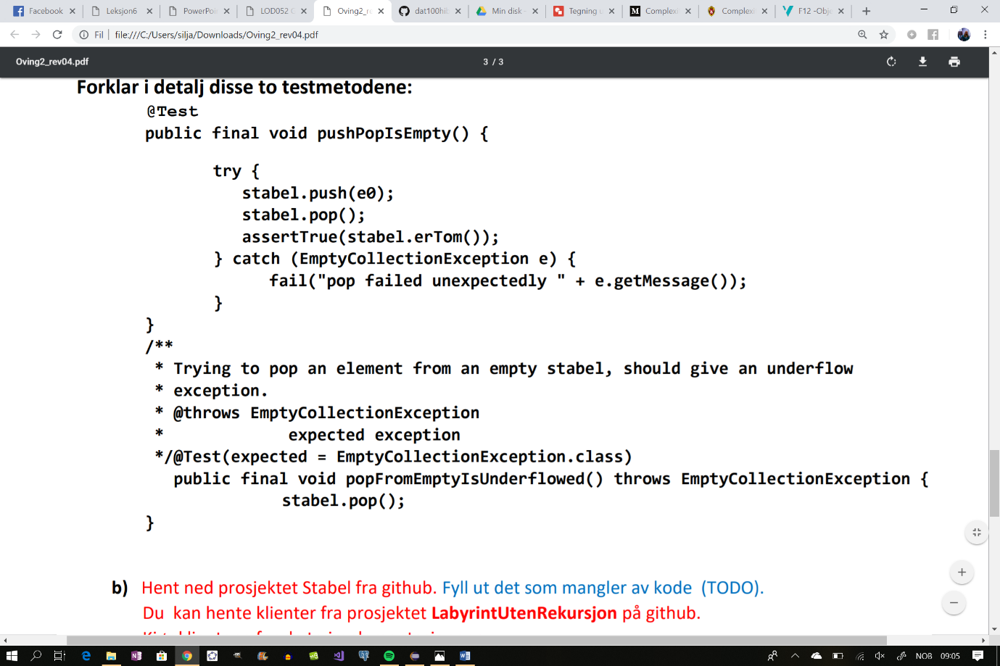 Facebook
Leksjon6
PowerPoi
LOD052
Oving2_r
dat100hi
Min disk -
Tegning
Complexi
Complexi
F12 -Obj
Fil
file:///C:/Users/silja/Downloads/Oving2_rev04.pdf
Oving2_rev04.pdf
3 / 3
Forklar i detalj disse to testmetodene:
@Test
public final void pushPopIsEmpty() {
try {
stabel.push(e0);
stabel.pop();
assertTrue(stabel.erTom());
} catch (EmptyCollectionException e) {
fail("pop failed unexpectedly " + e.getMessage());
}
}
/**
* Trying to pop an element from an empty stabel, should give an underflow
* exception.
* @throws EmptyCollectionException
* expected exception
*/@Test(expected = EmptyCollectionException.class)
public final void popFromEmptyIsUnderflowed() throws EmptyCollectionException {
stabel.pop();
}
b) Hent ned prosjektet Stabel fra github. Fyll ut det som mangler av kode (TODO).
Du kan hente klienter fra prosjektet LabyrintUtenRekursjon på github.
NOB 09:05